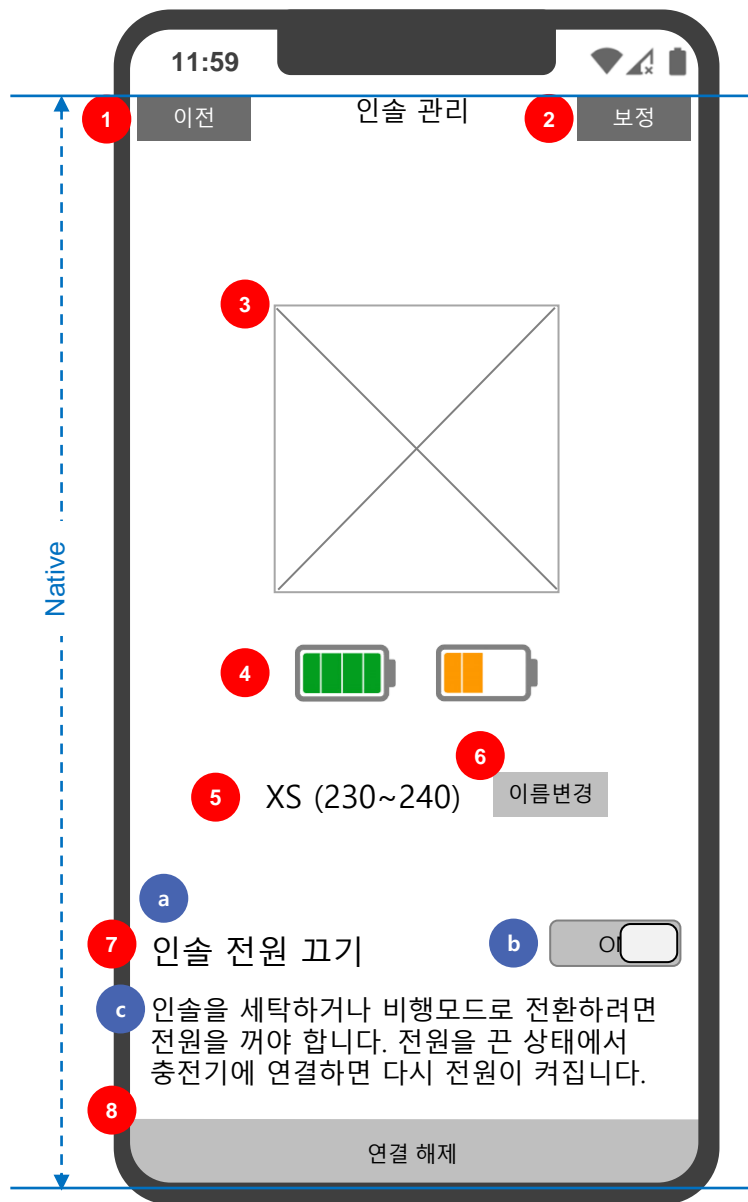 11:59
1
이전
인솔 관리
2
보정
3
Native
4
6
5
XS (230~240)
이름변경
a
7
인솔 전원 끄기
b
c
인솔을 세탁하거나 비행모드로 전환하려면
전원을 꺼야 합니다. 전원을 끈 상태에서
충전기에 연결하면 다시 전원이 켜집니다.
8
연결 해제